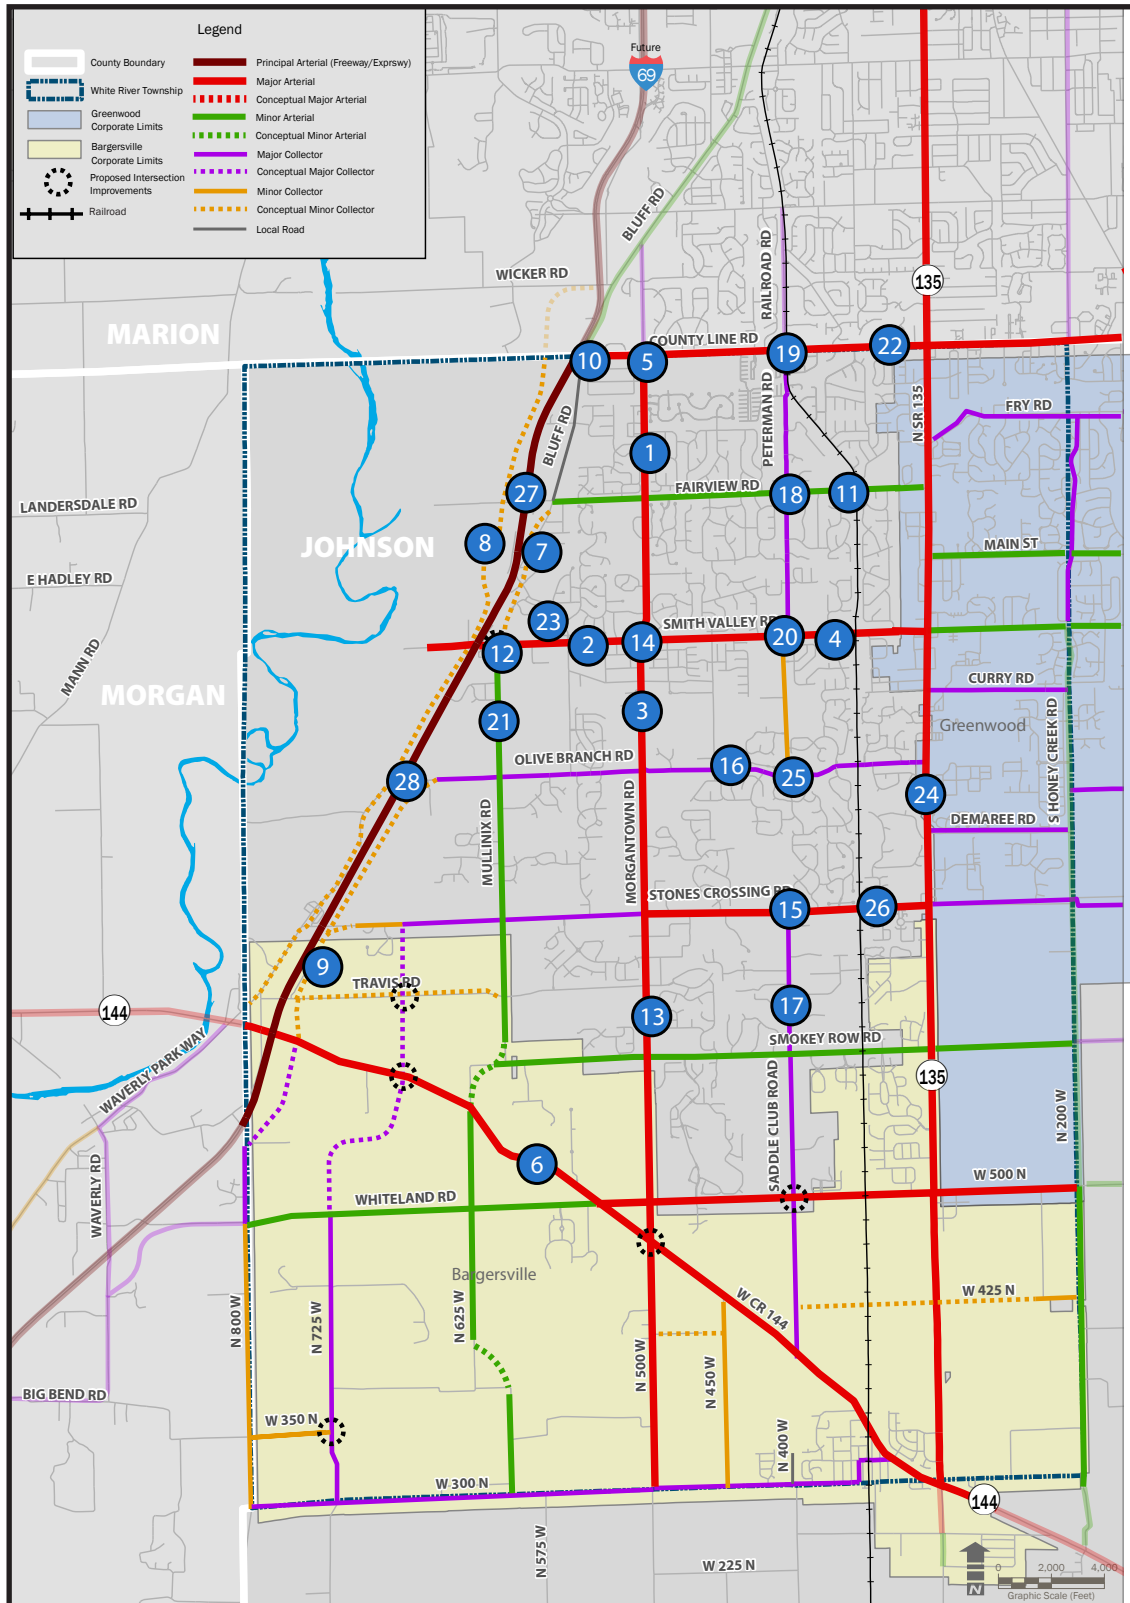 Legend
County Boundary
White River Township
Greenwood
Corporate Limits
Bargersville
Corporate Limits
Proposed Intersection
Improvements
Railroad
Principal Arterial (Freeway/Exprswy)
Major Arterial
Conceptual Major Arterial
Minor Arterial
Conceptual Minor Arterial
Major Collector
Conceptual Major Collector
Minor Collector
Conceptual Minor Collector
Local Road
Future
69
BLUFF RD
WICKER RD
RAILROAD RD
135
MARION
COUNTY LINE RD
10
5
19
22
PETERMAN RD
N SR 135
FRY RD
BLUFF RD
1
LANDERSDALE RD
27
FAIRVIEW RD
18
11
JOHNSON
8
7
MAIN ST
E HADLEY RD
23
SMITH VALLEY RD
12
2
14
20
4
MANN RD
MORGAN
CURRY RD
21
3
Greenwood
S HONEY CREEK RD
OLIVE BRANCH RD
16
25
28
24
MULLINIX RD
MORGANTOWN RD
DEMAREE RD
STONES CROSSING RD
15
26
9
TRAVIS RD
144
13
17
SMOKEY ROW RD
WAVERLY PARK WAY
135
SADDLE CLUB ROAD
N 200 W
6
W 500 N
WHITELAND RD
WAVERLY RD
Bargersville
W 425 N
W CR 144
N 800 W
N 725 W
N 625 W
N 500 W
N 450 W
BIG BEND RD
W 350 N
N 400 W
W 300 N
144
N 575 W
W 225 N
N
0 2,000 4,000
Graphic Scale (Feet)